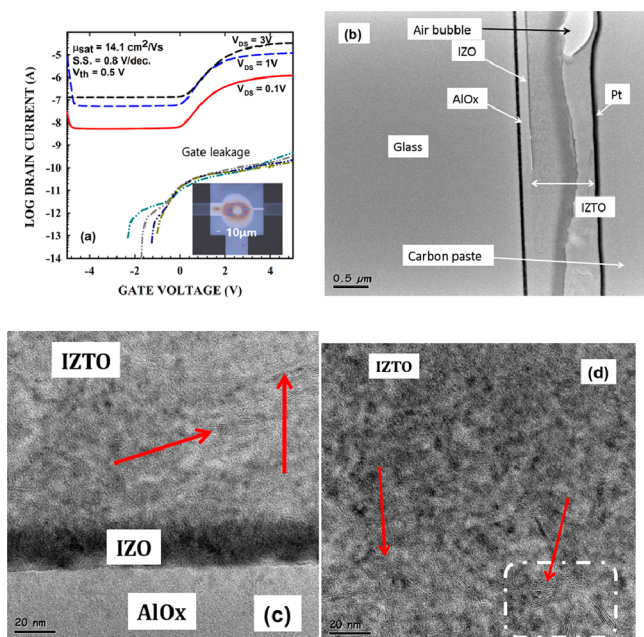 μsat = 14.1 cm²/Vs
S.S. = 0.8 V/dec.
Vth = 0.5 V
VDS = 3V
VDS = 1V
VDS = 0.1V
Gate leakage
(a)
10μm
-4
-5
-6
-7
-8
-9
-10
-11
-12
-13
-14
-5 -4 -2 0 2 4 5
LOG DRAIN CURRENT (A)
GATE VOLTAGE (V)
(b)
Air bubble
IZO
Pt
AlOx
Glass
IZTO
Carbon paste
0.5 μm
IZTO
IZO
AlOx
(c)
20 nm
IZTO
(d)
20 nm